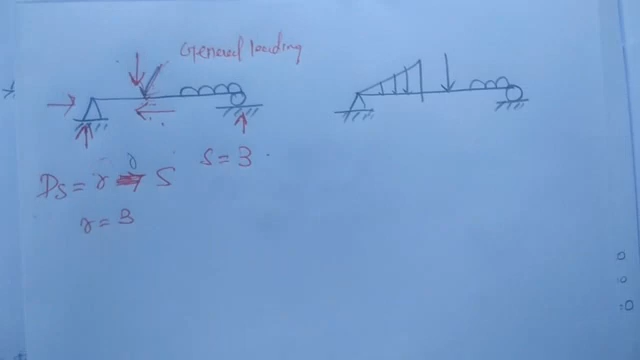 General loading
Ds = r - S
S = 3
r = 3